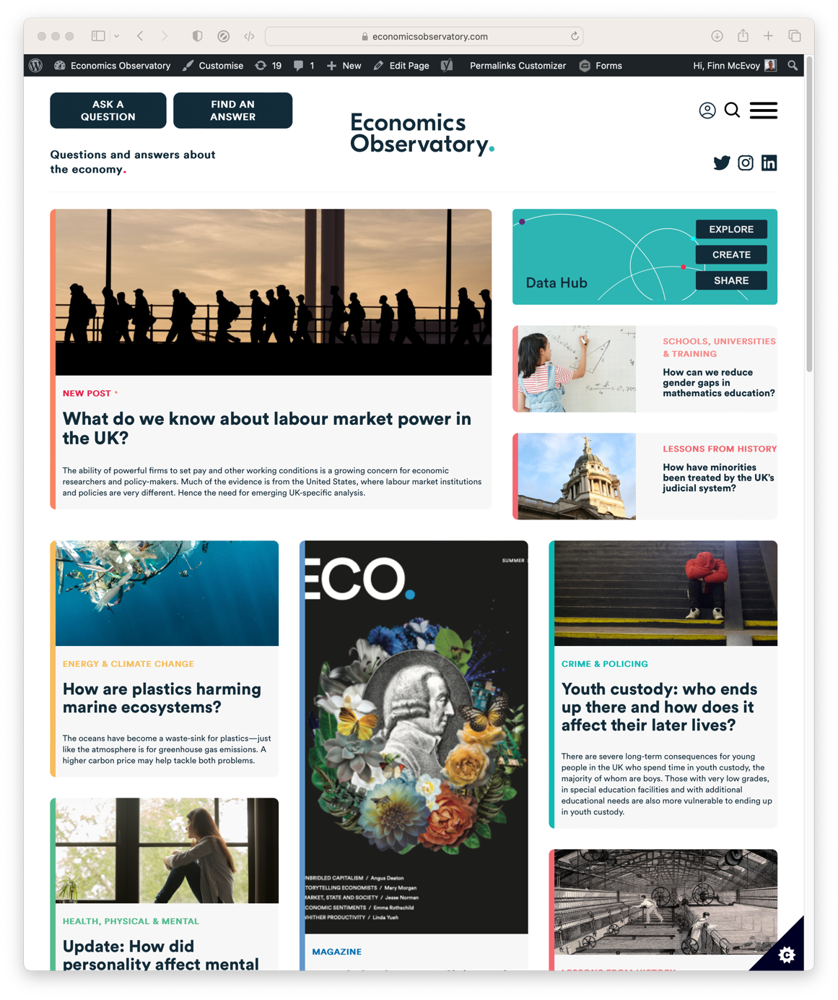 economicsobservatory.com
Economics Observatory Customise 19 1 New Edit Page Permalinks Customizer Forms Hi, Finn McEvoy
ASK A
QUESTION
FIND AN
ANSWER
Economics
Observatory.
Questions and answers about
the economy.
EXPLORE
CREATE
SHARE
Data Hub
NEW POST
What do we know about labour market power in
the UK?
The ability of powerful firms to set pay and other working conditions is a growing concern for economic
researchers and policy-makers. Much of the evidence is from the United States, where labour market institutions
and policies are very different. Hence the need for emerging UK-specific analysis.
SCHOOLS, UNIVERSITIES
& TRAINING
How can we reduce
gender gaps in
mathematics education?
LESSONS FROM HISTORY
How have minorities
been treated by the UK's
judicial system?
ENERGY & CLIMATE CHANGE
How are plastics harming
marine ecosystems?
The oceans have become a waste-sink for plastics—just
like the atmosphere is for greenhouse gas emissions. A
higher carbon price may help tackle both problems.
HEALTH, PHYSICAL & MENTAL
Update: How did
personality affect mental
SUMMER
ECO.
NBRIDLED CAPITALISM / Angus Deaton
TORYTELLING ECONOMISTS / Mary Morgan
MARKET, STATE AND SOCIETY / Jesse Norman
CONOMIC SENTIMENTS / Emma Rothschild
WHITHER PRODUCTIVITY / Linda Yueh
MAGAZINE
CRIME & POLICING
Youth custody: who ends
up there and how does it
affect their later lives?
There are severe long-term consequences for young
people in the UK who spend time in youth custody, the
majority of whom are boys. Those with very low grades,
in special education facilities and with additional
educational needs are also more vulnerable to ending up
in youth custody.
LESSONS FROM HISTORY